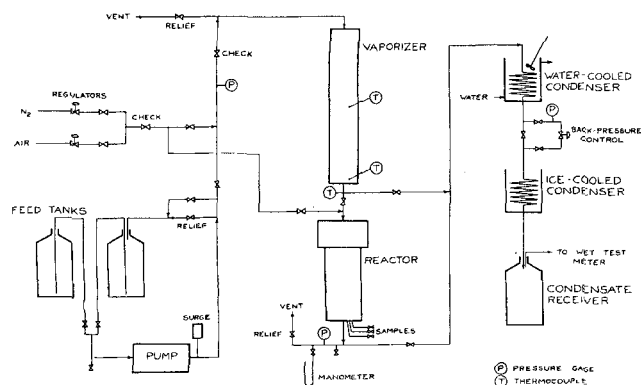 VENT
RELIEF
CHECK
P
REGULATORS
N2
CHECK
AIR
FEED TANKS
RELIEF
SURGE
PUMP
VAPORIZER
T
T
T
REACTOR
VENT
RELIEF
P
SAMPLES
MANOMETER
WATER-COOLED
CONDENSER
WATER
P
BACK-PRESSURE
CONTROL
ICE-COOLED
CONDENSER
TO WET TEST
METER
CONDENSATE
RECEIVER
P PRESSURE GAGE
T THERMOCOUPLE